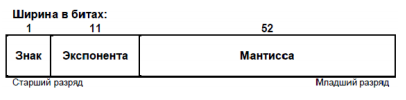 Ширина в битах:
1 11 52
Знак Экспонента Мантисса
Старший разряд Младший разряд